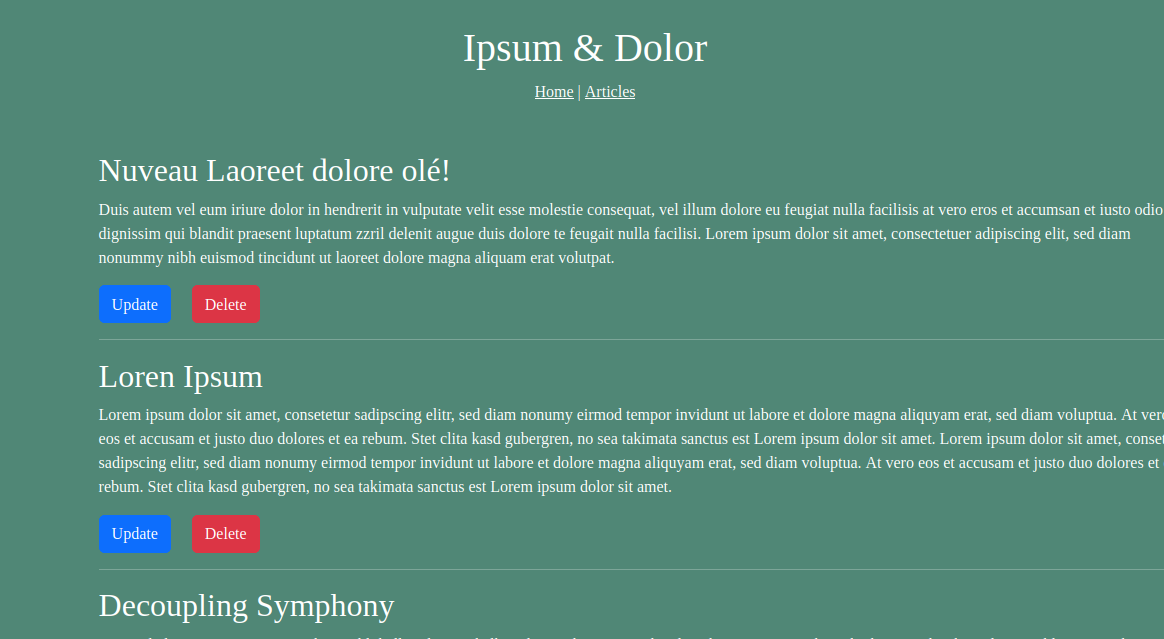 Ipsum & Dolor
Home | Articles
Nuveau Laoreet dolore olé!
Duis autem vel eum iriure dolor in hendrerit in vulputate velit esse molestie consequat, vel illum dolore eu feugiat nulla facilisis at vero eros et accumsan et iusto odio
dignissim qui blandit praesent luptatum zzril delenit augue duis dolore te feugait nulla facilisi. Lorem ipsum dolor sit amet, consectetuer adipiscing elit, sed diam
nonummy nibh euismod tincidunt ut laoreet dolore magna aliquam erat volutpat.
Update Delete
Loren Ipsum
Lorem ipsum dolor sit amet, consetetur sadipscing elitr, sed diam nonumy eirmod tempor invidunt ut labore et dolore magna aliquyam erat, sed diam voluptua. At vero
eos et accusam et justo duo dolores et ea rebum. Stet clita kasd gubergren, no sea takimata sanctus est Lorem ipsum dolor sit amet. Lorem ipsum dolor sit amet, conset
sadipscing elitr, sed diam nonumy eirmod tempor invidunt ut labore et dolore magna aliquyam erat, sed diam voluptua. At vero eos et accusam et justo duo dolores et
rebum. Stet clita kasd gubergren, no sea takimata sanctus est Lorem ipsum dolor sit amet.
Update Delete
Decoupling Symphony